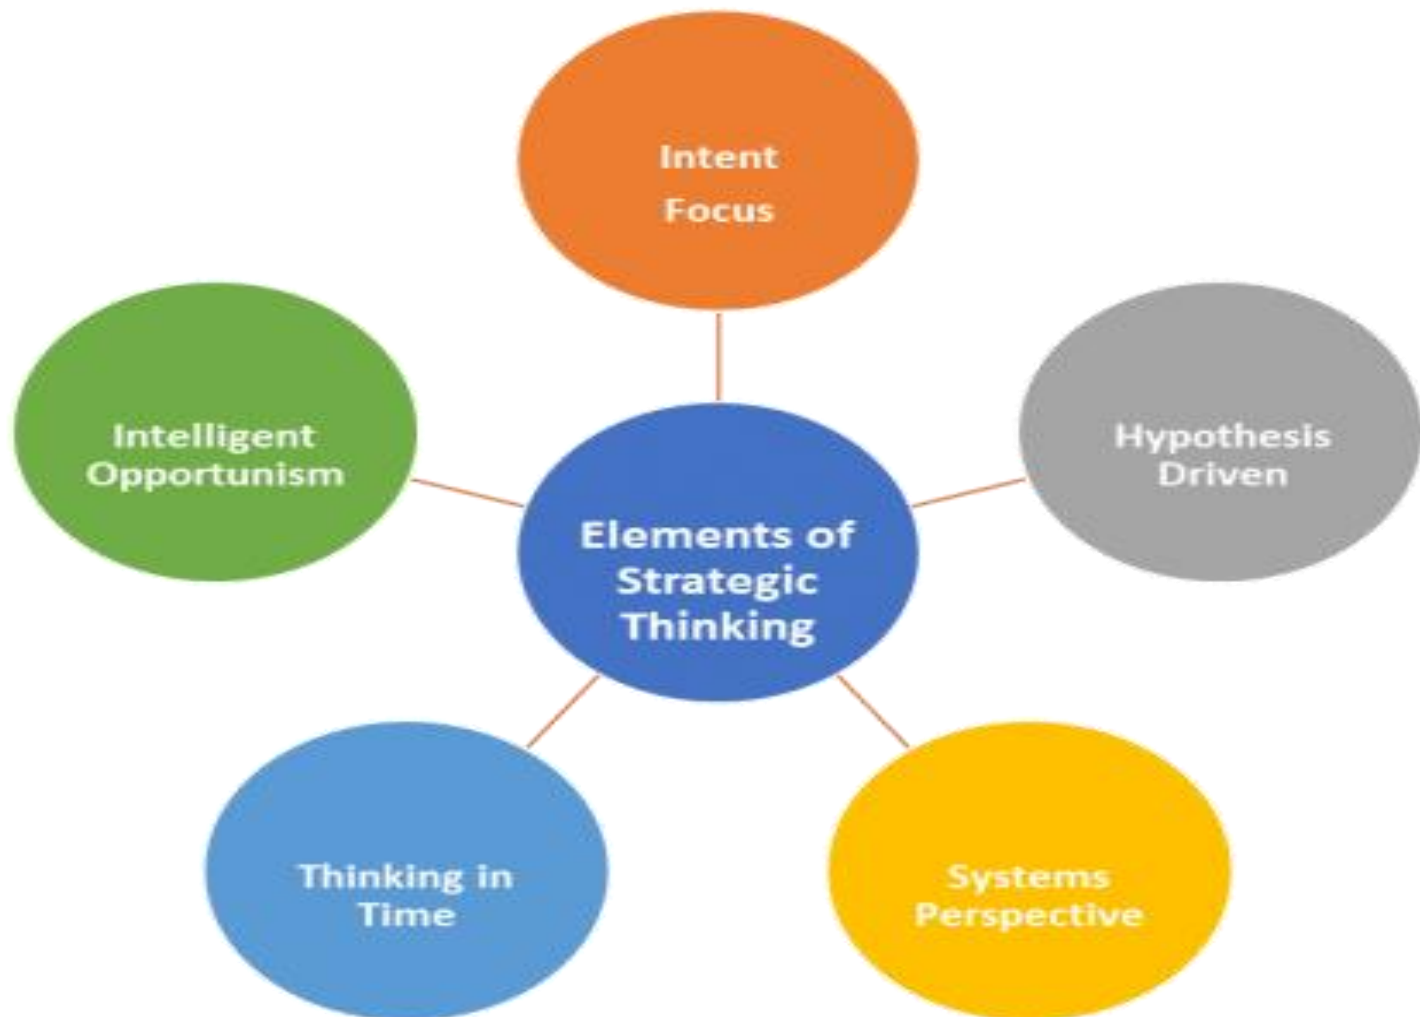 Intent
Focus
Intelligent
Opportunism
Hypothesis
Driven
Elements of
Strategic
Thinking
Thinking in
Time
Systems
Perspective